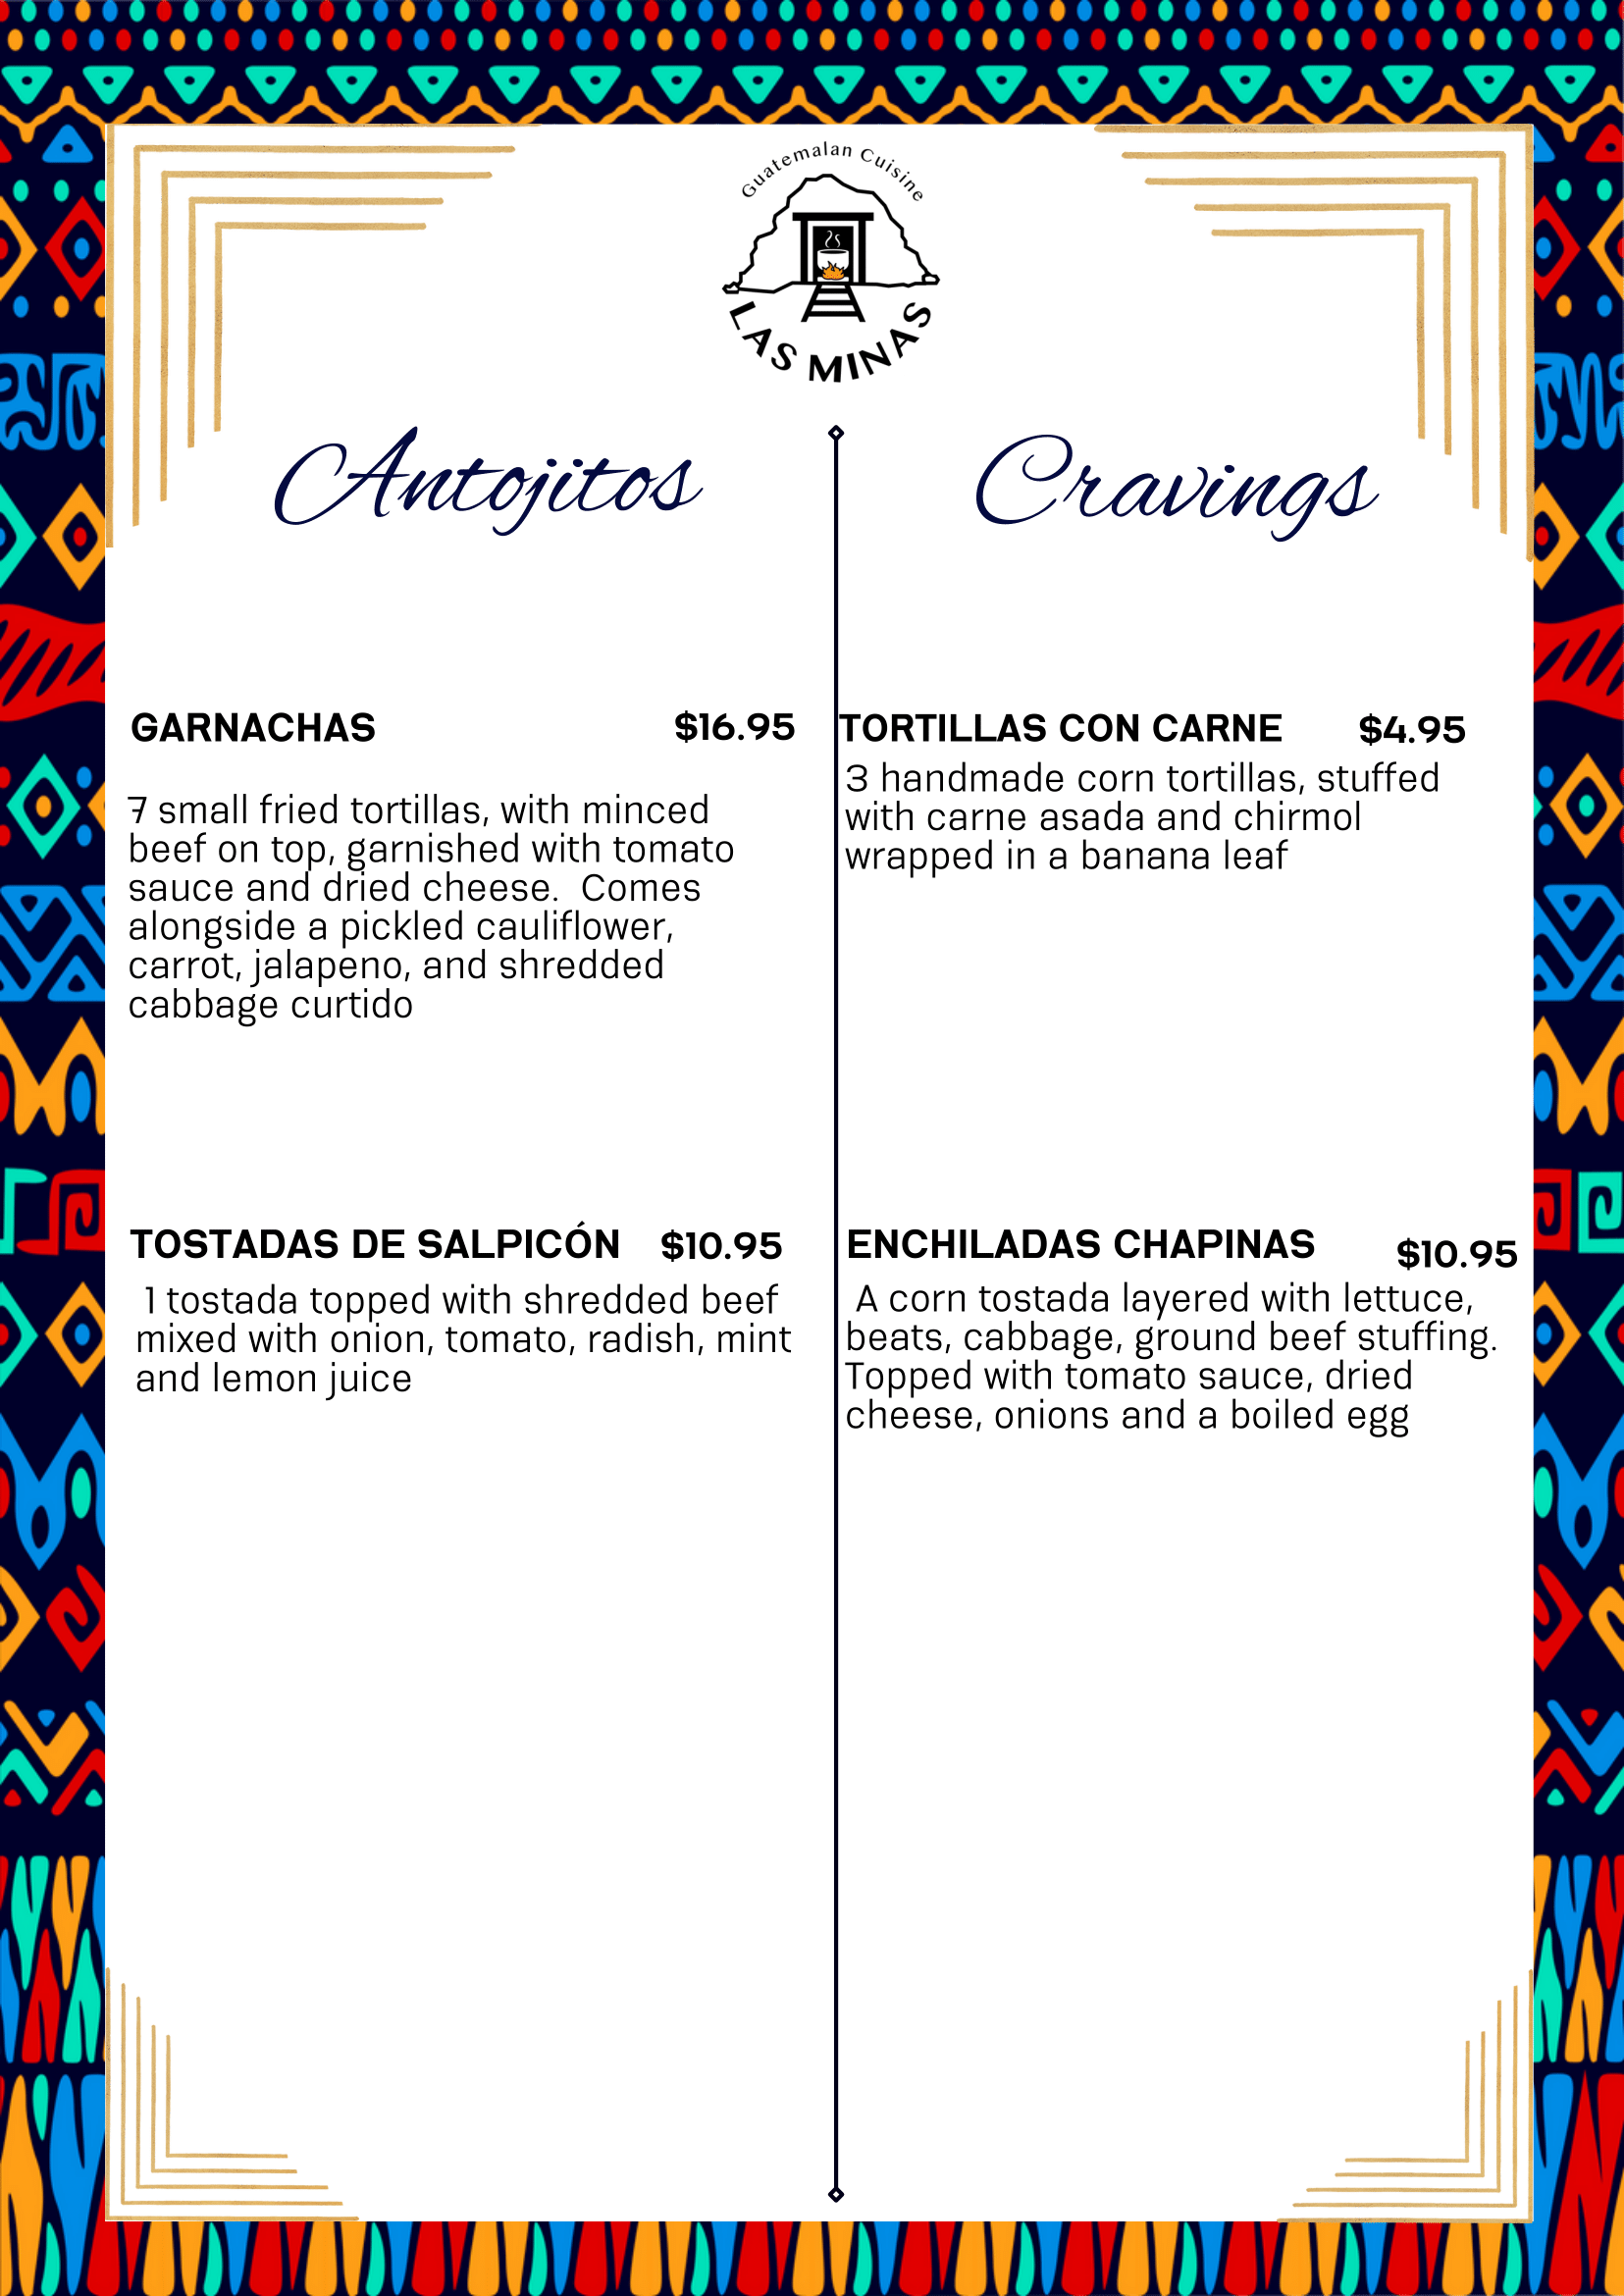 Guatemalan Cuisine
LAS MINAS
Antojitos
Cravings
GARNACHAS $16.95
7 small fried tortillas, with minced
beef on top, garnished with tomato
sauce and dried cheese.  Comes
alongside a pickled cauliflower,
carrot, jalapeno, and shredded
cabbage curtido
TOSTADAS DE SALPICÓN $10.95
1 tostada topped with shredded beef
mixed with onion, tomato, radish, mint
and lemon juice
TORTILLAS CON CARNE $4.95
3 handmade corn tortillas, stuffed
with carne asada and chirmol
wrapped in a banana leaf
ENCHILADAS CHAPINAS $10.95
A corn tostada layered with lettuce,
beats, cabbage, ground beef stuffing.
Topped with tomato sauce, dried
cheese, onions and a boiled egg